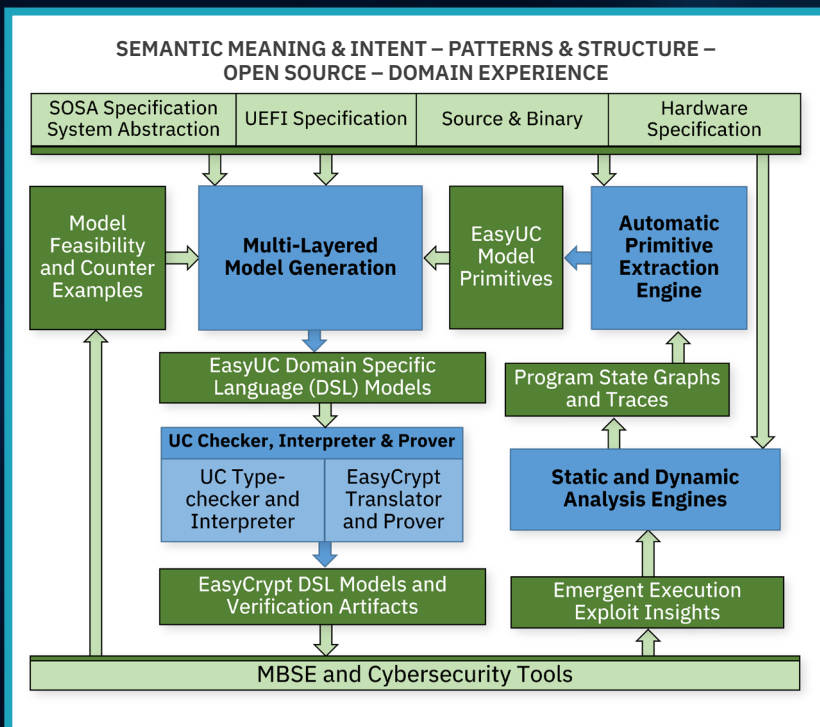 SEMANTIC MEANING & INTENT – PATTERNS & STRUCTURE –
OPEN SOURCE – DOMAIN EXPERIENCE
SOSA Specification
System Abstraction
UEFI Specification
Source & Binary
Hardware
Specification
Model
Feasibility
and Counter
Examples
Multi-Layered
Model Generation
EasyUC
Model
Primitives
Automatic
Primitive
Extraction
Engine
EasyUC Domain Specific
Language (DSL) Models
Program State Graphs
and Traces
UC Checker, Interpreter & Prover
UC Type-
checker and
Interpreter
EasyCrypt
Translator
and Prover
Static and Dynamic
Analysis Engines
EasyCrypt DSL Models and
Verification Artifacts
Emergent Execution
Exploit Insights
MBSE and Cybersecurity Tools